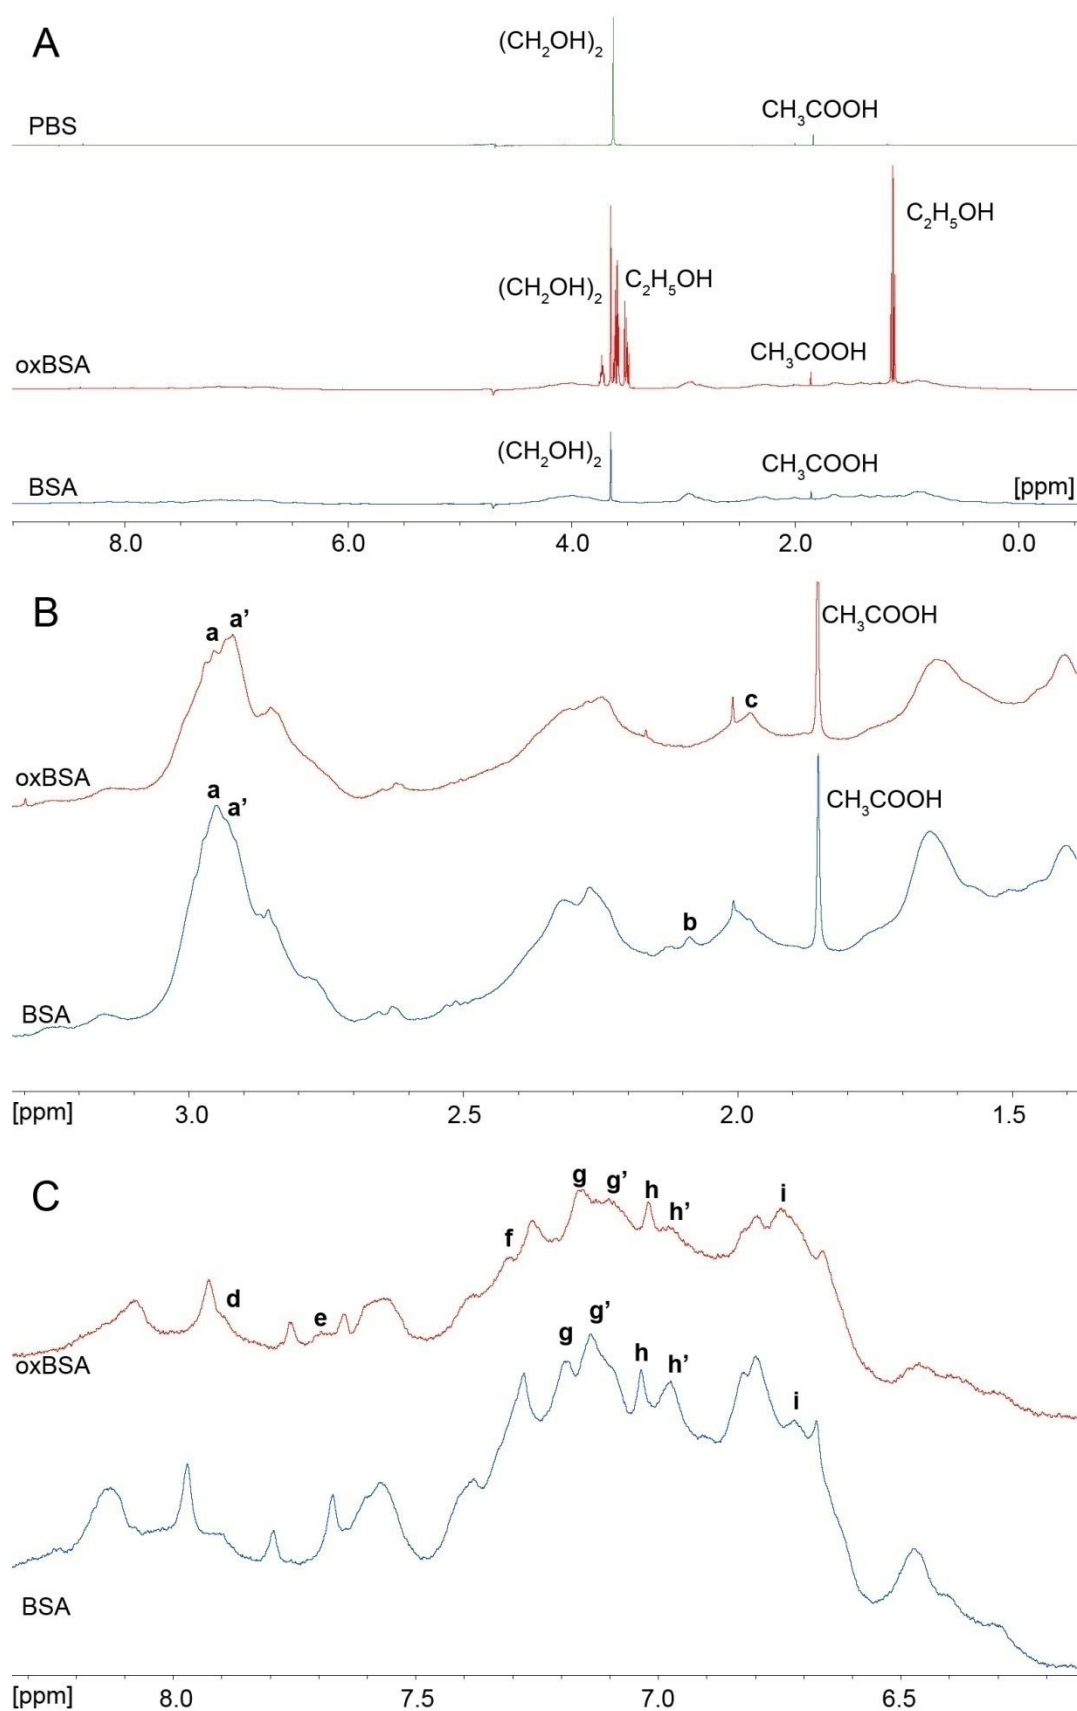 A
(CH₂OH)₂
CH₃COOH
PBS
C₂H₅OH
(CH₂OH)₂
C₂H₅OH
CH₃COOH
oxBSA
(CH₂OH)₂
CH₃COOH
BSA
[ppm]
8.0 6.0 4.0 2.0 0.0
B
a a’
CH₃COOH
c
oxBSA
a a’
CH₃COOH
b
BSA
[ppm] 3.0 2.5 2.0 1.5
C
g g’ h h’ i
f
d e
oxBSA
g g’ h h’ i
BSA
[ppm] 8.0 7.5 7.0 6.5